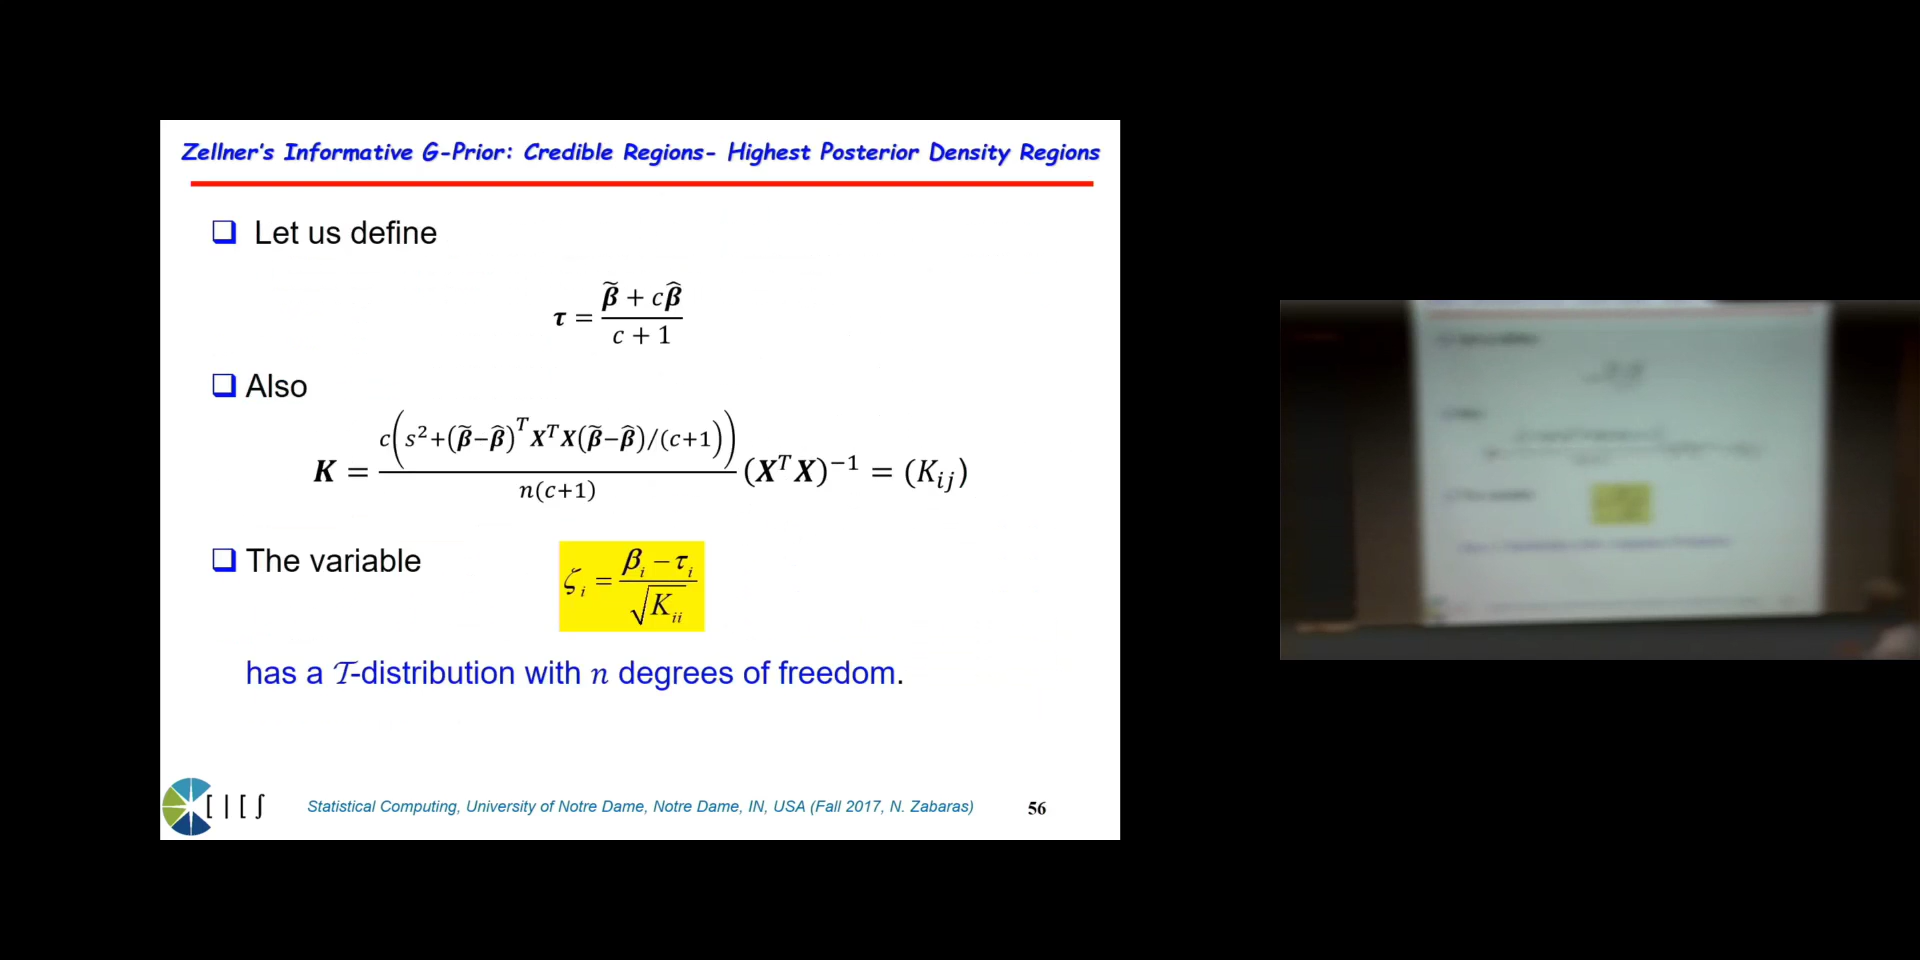 Zellner's Informative G-Prior: Credible Regions- Highest Posterior Density Regions
❑ Let us define
𝝉 = (𝜷̃ + c𝜷̂) / (c + 1)
❑ Also
𝑲 = c(s²+(𝜷̃−𝜷̂)ᵀ𝑿ᵀ𝑿(𝜷̃−𝜷̂)/(c+1)) / n(c+1) (𝑿ᵀ𝑿)⁻¹ = (K_ij)
❑ The variable
ζ_i = (β_i − τ_i) / √K_ii
has a 𝒯-distribution with n degrees of freedom.
Statistical Computing, University of Notre Dame, Notre Dame, IN, USA (Fall 2017, N. Zabaras)
56